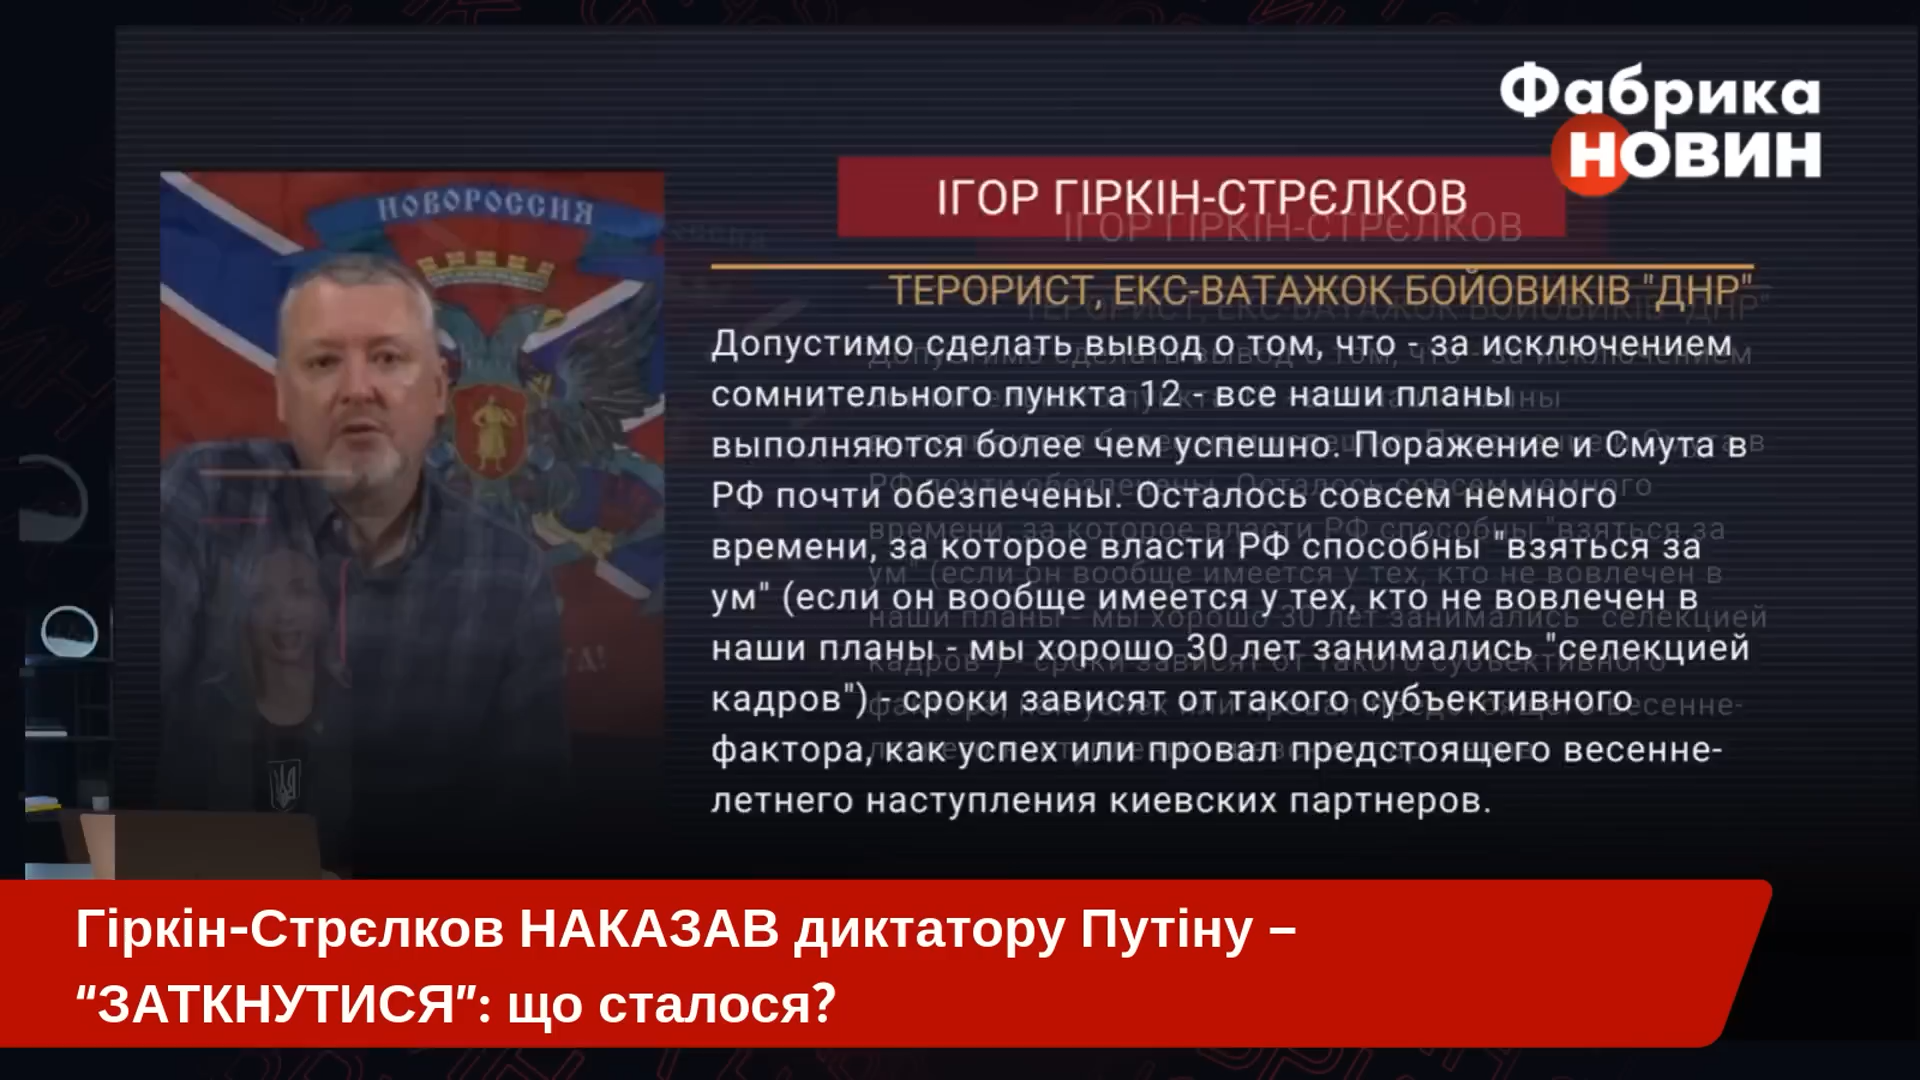 Фабрика
новин
НОВОРОССИЯ
ІГОР ГІРКІН-СТРЄЛКОВ
ТЕРОРИСТ, ЕКС-ВАТАЖОК БОЙОВИКІВ "ДНР"
Допустимо сделать вывод о том, что - за исключением
сомнительного пункта 12 - все наши планы
выполняются более чем успешно. Поражение и Смута в
РФ почти обезпечены. Осталось совсем немного
времени, за которое власти РФ способны "взяться за
ум" (если он вообще имеется у тех, кто не вовлечен в
наши планы - мы хорошо 30 лет занимались "селекцией
кадров") - сроки зависят от такого субъективного
фактора, как успех или провал предстоящего весенне-
летнего наступления киевских партнеров.
Гіркін-Стрєлков НАКАЗАВ диктатору Путіну –
“ЗАТКНУТИСЯ”: що сталося?